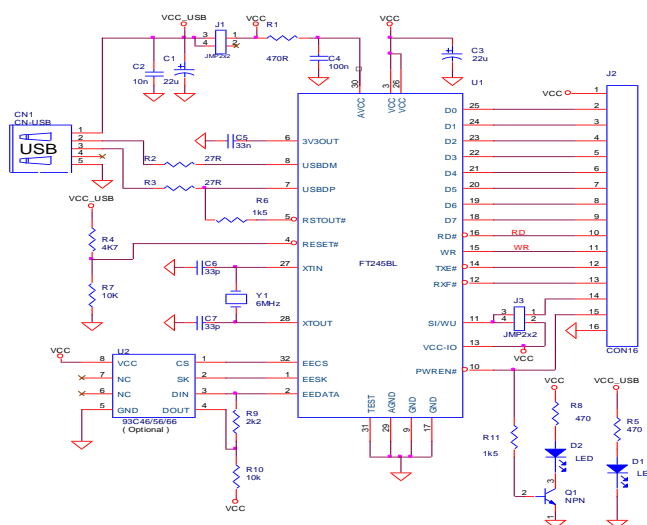 VCC_USB
VCC
VCC
J1
3
4
1
2
JMP2x2
R1
470R
C1
22u
C2
10n
C4
100n
C3
22u
U1
J2
CN1
CN-USB
USB
1
2
3
4
5
C5
33n
R2
27R
R3
27R
R6
1k5
VCC_USB
R4
4K7
R7
10K
C6
33p
Y1
6MHz
C7
33p
30
3
26
AVCC
VCC
VCC
6 3V3OUT
8 USBDM
7 USBDP
5 RSTOUT#
4 RESET#
27 XTIN
28 XTOUT
32 EECS
1 EESK
2 EEDATA
FT245BL
D0 25
D1 24
D2 23
D3 22
D4 21
D5 20
D6 19
D7 18
RD# 16 RD
WR 15 WR
TXE# 14
RXF# 12
SI/WU 11
VCC-IO 13
PWREN# 10
TEST
AGND
GND
GND
31
29
9
17
VCC
1
2
3
4
5
6
7
8
9
10
11
12
13
14
15
16
CON16
J3
3
4
1
2
JMP2x2
VCC
VCC
U2
8 VCC CS 1
7 NC SK 2
6 NC DIN 3
5 GND DOUT 4
93C46/56/66
( Optional )
R9
2k2
R10
10k
VCC
R11
1k5
VCC
R8
470
D2
LED
3
2
1
Q1
NPN
VCC_USB
R5
470
D1
LE